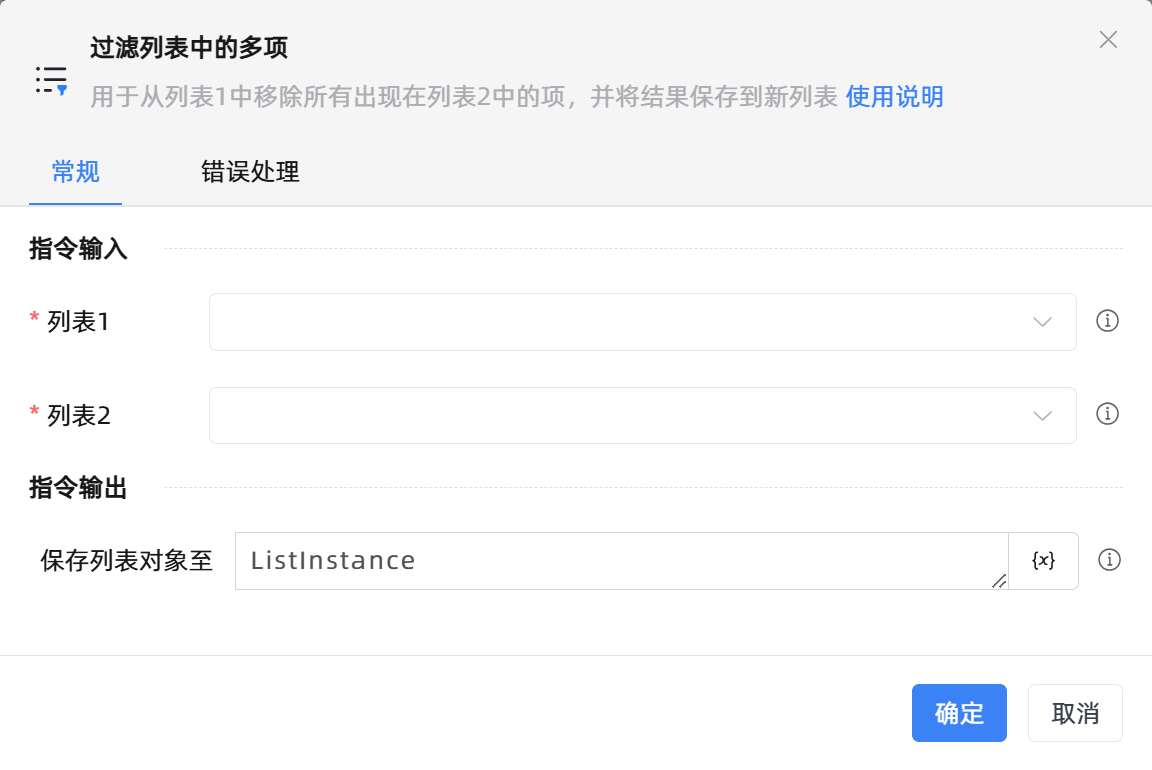 过滤列表中的多项
用于从列表1中移除所有出现在列表2中的项，并将结果保存到新列表 使用说明
常规 错误处理
指令输入
* 列表1
* 列表2
指令输出
保存列表对象至 ListInstance {x}
确定 取消